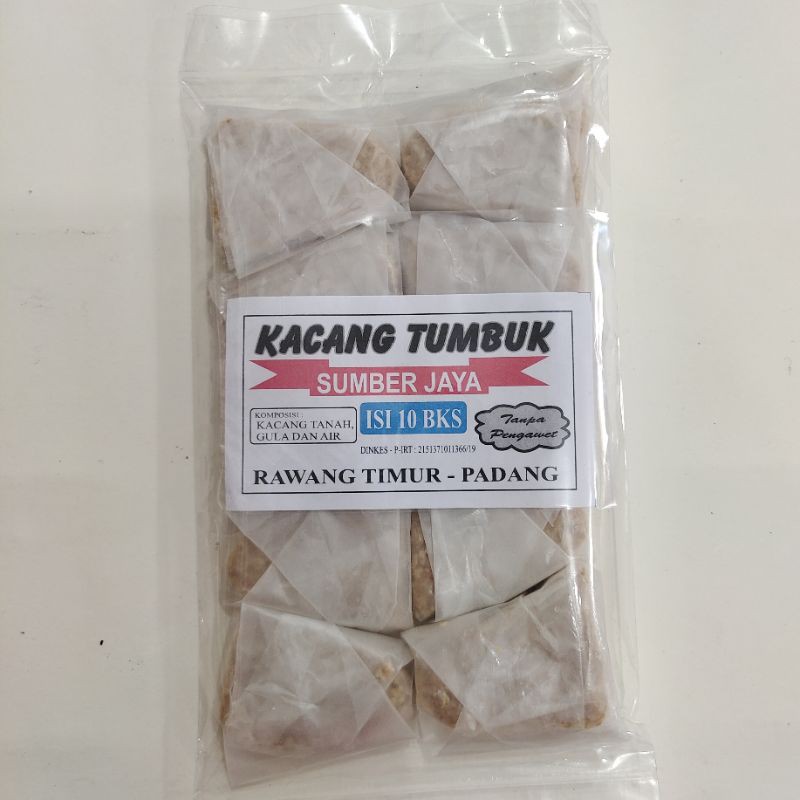 KACANG TUMBUK
SUMBER JAYA
KOMPOSISI :
KACANG TANAH,
GULA DAN AIR
ISI 10 BKS
Tanpa
Pengawet
DINKES - P-IRT : 2151371011366/19
RAWANG TIMUR - PADANG